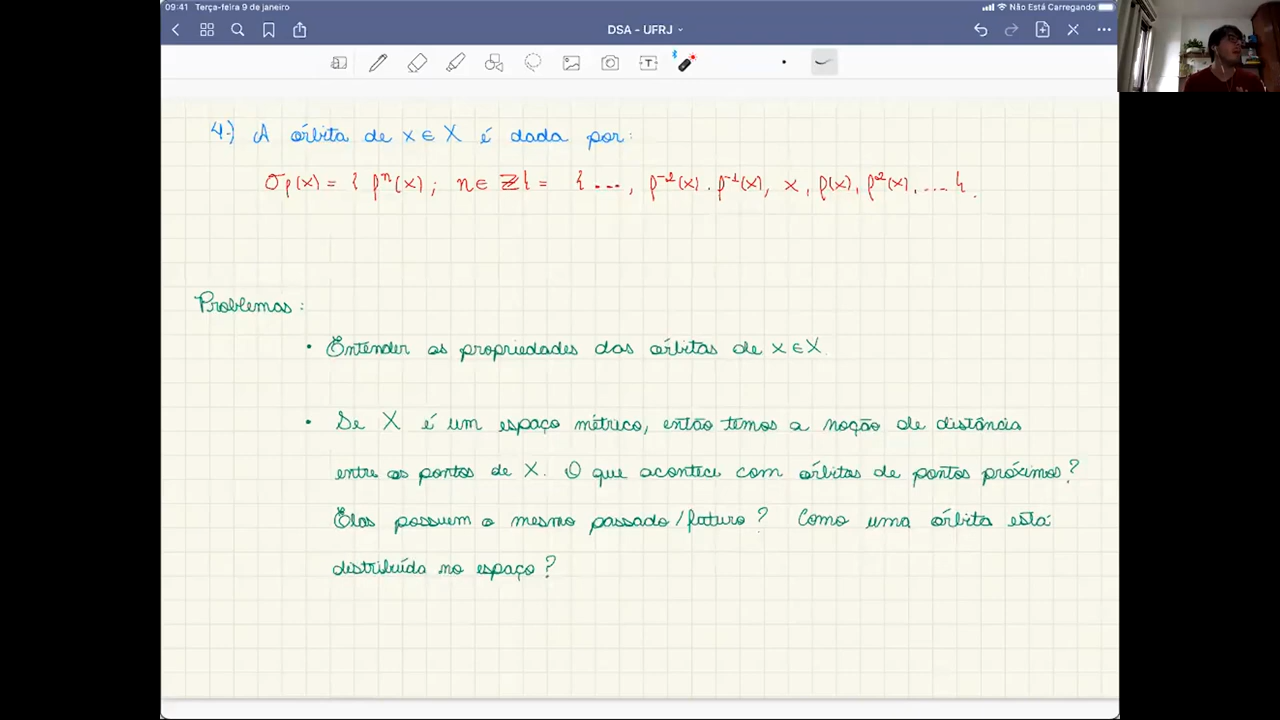 09:41 Terça-feira 9 de janeiro
Não Está Carregando
DSA - UFRJ
T
4.) A órbita de x ∈ X é dada por:
σ_f(x) = { f^n(x) ; n ∈ ℤ } = { ..., f^-2(x). f^-1(x), x, f(x), f^2(x), .... }.
Problemas :
• Entender as propriedades das órbitas de x ∈ X.
• Se X é um espaço métrico, então temos a noção de distância
entre os pontos de X. O que acontece com órbitas de pontos próximos ?
Elas possuem o mesmo passado/futuro ? Como uma órbita está
distribuída no espaço ?